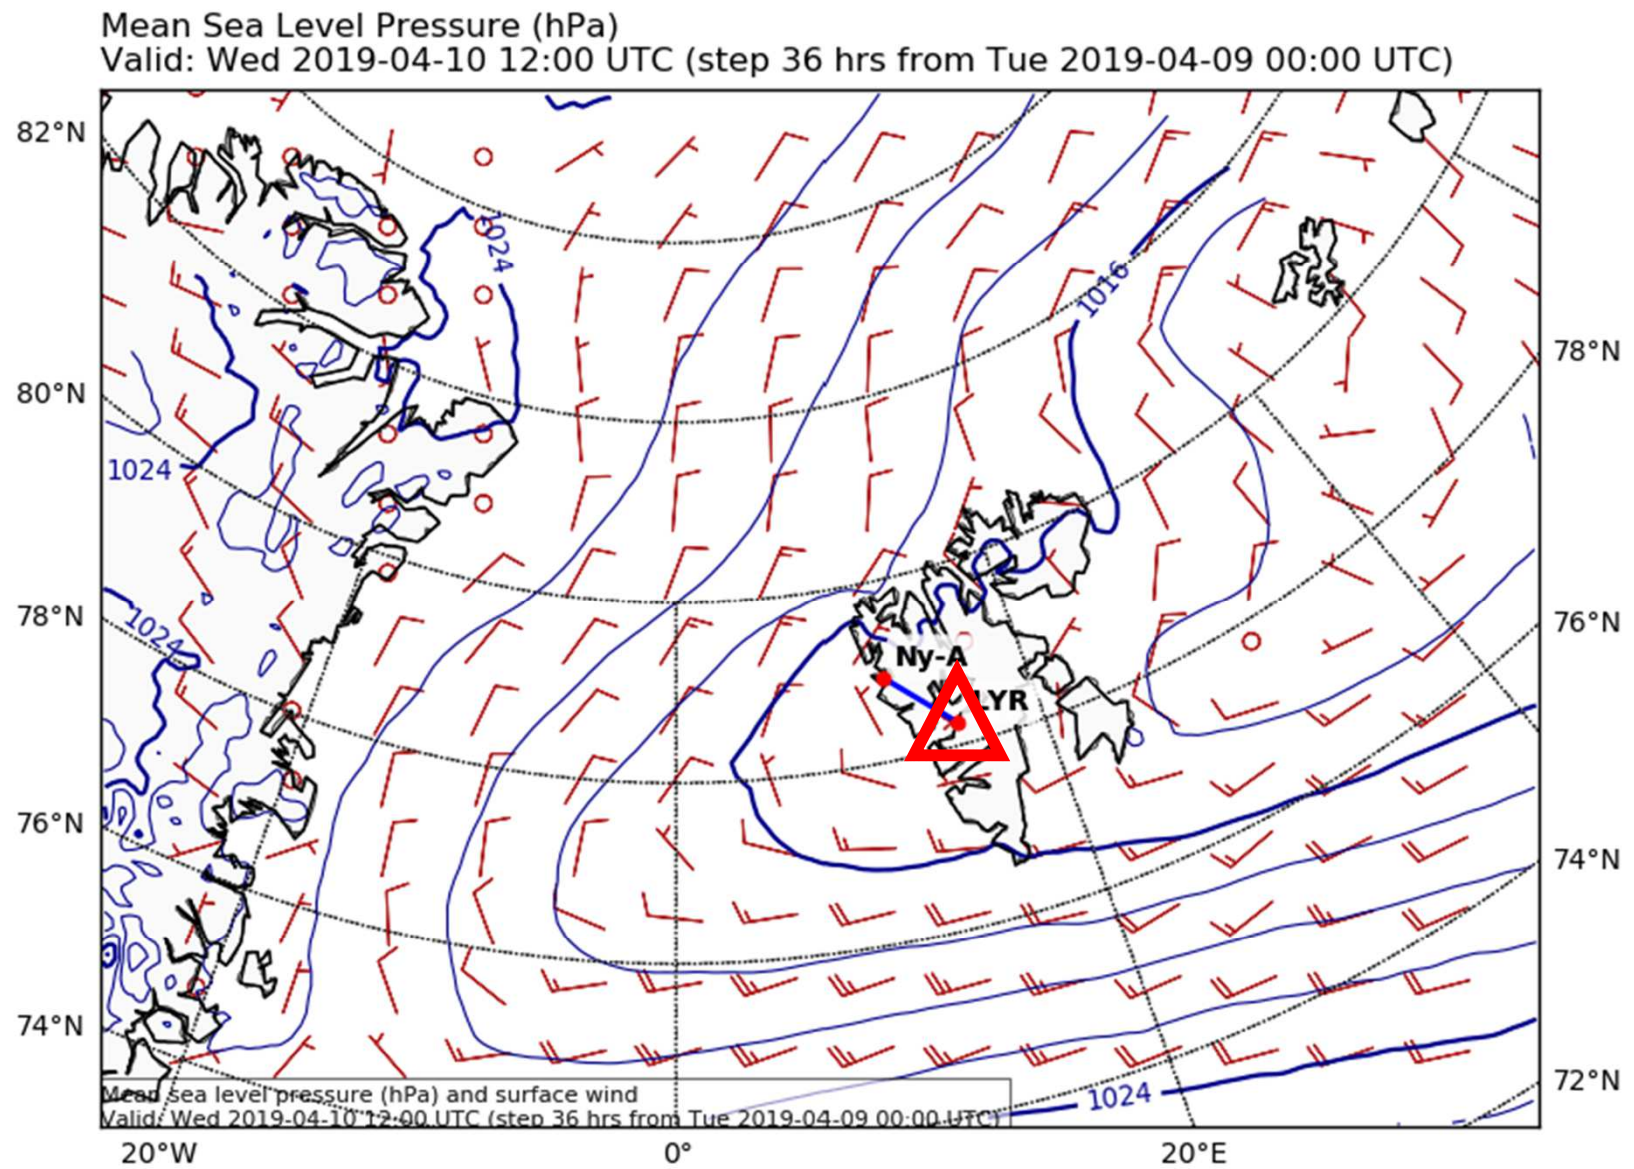 Mean Sea Level Pressure (hPa)
Valid: Wed 2019-04-10 12:00 UTC (step 36 hrs from Tue 2019-04-09 00:00 UTC)
82°N
80°N
78°N
76°N
74°N
78°N
76°N
74°N
72°N
1024
1016
1024
1024
Ny-A
LYR
1024
Mean sea level pressure (hPa) and surface wind
Valid: Wed 2019-04-10 12:00 UTC (step 36 hrs from Tue 2019-04-09 00:00 UTC)
20°W
0°
20°E